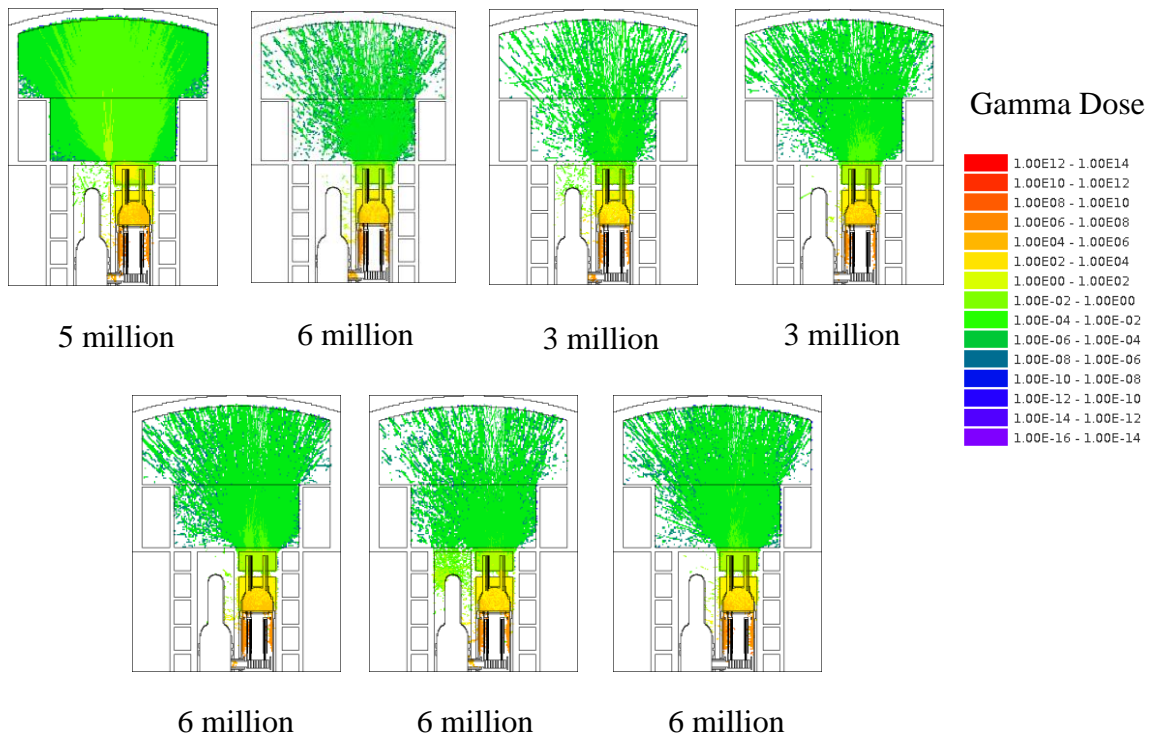 Gamma Dose
1.00E12 - 1.00E14
1.00E10 - 1.00E12
1.00E08 - 1.00E10
1.00E06 - 1.00E08
1.00E04 - 1.00E06
1.00E02 - 1.00E04
1.00E00 - 1.00E02
1.00E-02 - 1.00E00
1.00E-04 - 1.00E-02
1.00E-06 - 1.00E-04
1.00E-08 - 1.00E-06
1.00E-10 - 1.00E-08
1.00E-12 - 1.00E-10
1.00E-14 - 1.00E-12
1.00E-16 - 1.00E-14
5 million
6 million
3 million
3 million
6 million
6 million
6 million